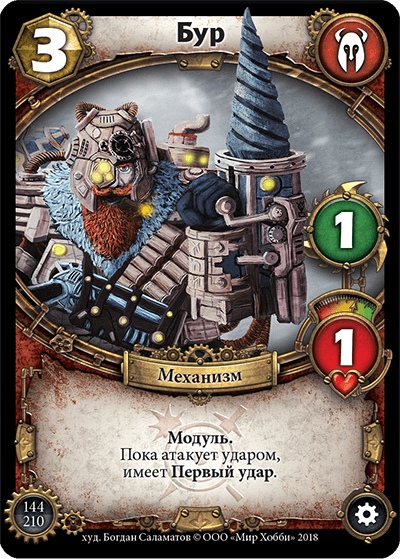 3
Бур
1
1
Механизм
Модуль.
Пока атакует ударом,
имеет Первый удар.
144
210
худ. Богдан Саламатов © ООО «Мир Хобби» 2018